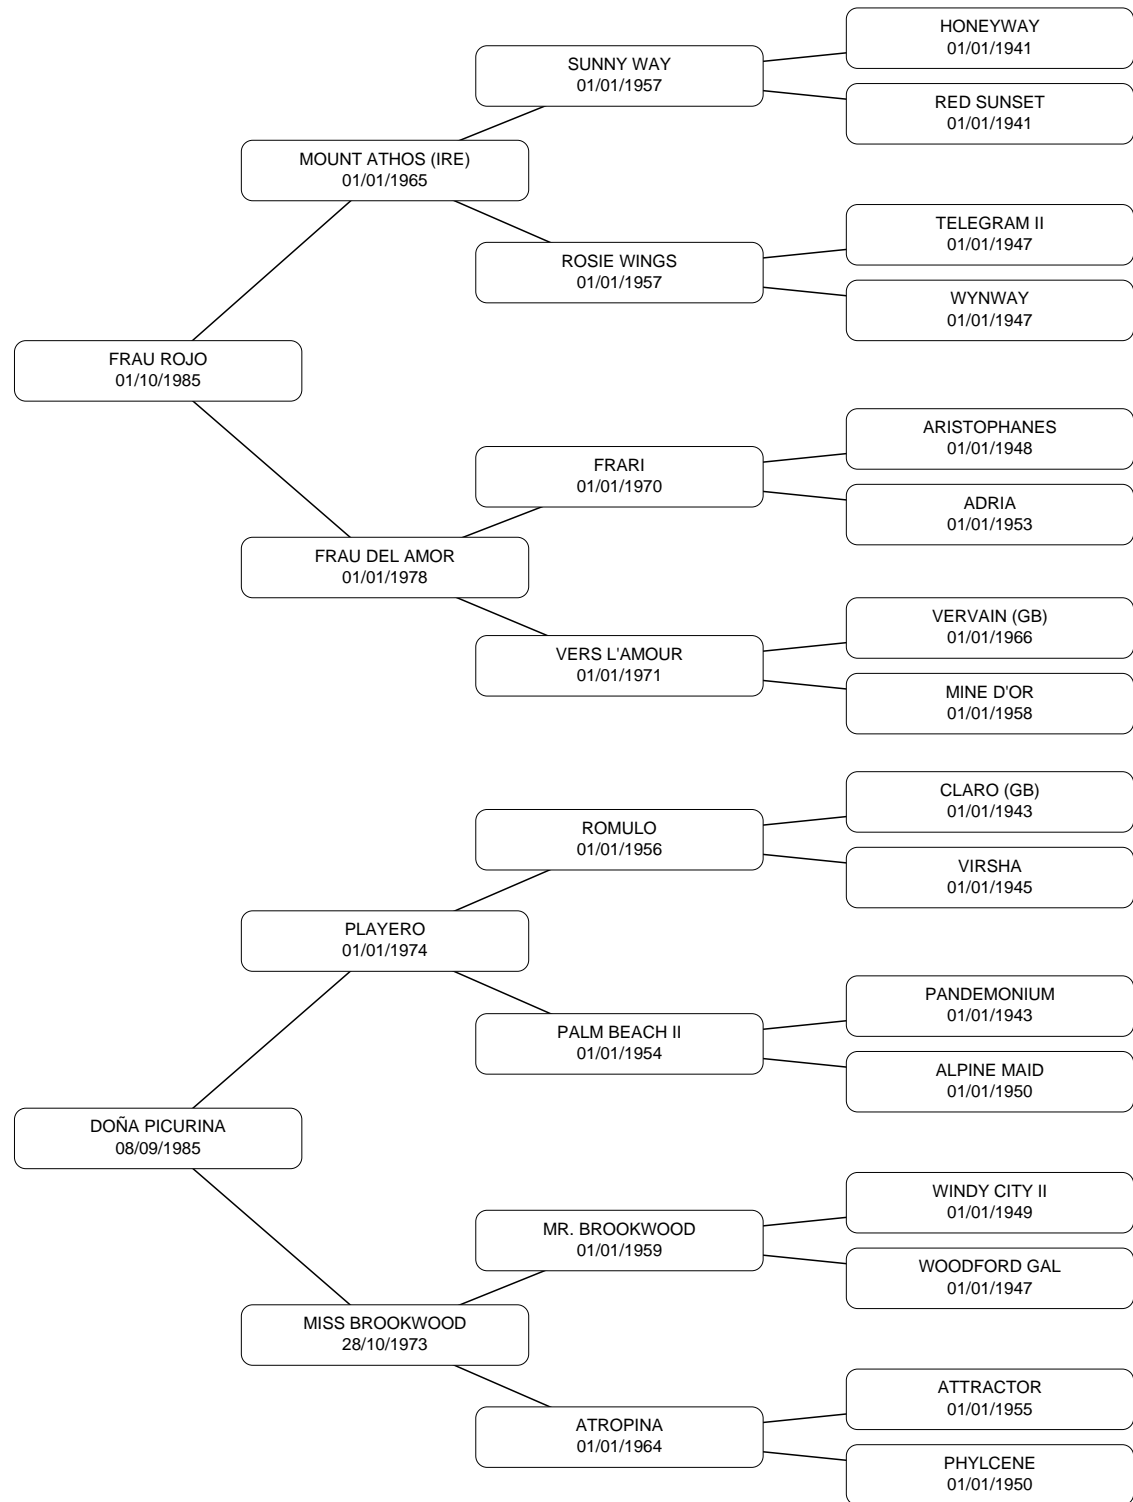 HONEYWAY
01/01/1941
SUNNY WAY
01/01/1957
RED SUNSET
01/01/1941
MOUNT ATHOS (IRE)
01/01/1965
TELEGRAM II
01/01/1947
ROSIE WINGS
01/01/1957
WYNWAY
01/01/1947
FRAU ROJO
01/10/1985
ARISTOPHANES
01/01/1948
FRARI
01/01/1970
ADRIA
01/01/1953
FRAU DEL AMOR
01/01/1978
VERVAIN (GB)
01/01/1966
VERS L'AMOUR
01/01/1971
MINE D'OR
01/01/1958
CLARO (GB)
01/01/1943
ROMULO
01/01/1956
VIRSHA
01/01/1945
PLAYERO
01/01/1974
PANDEMONIUM
01/01/1943
PALM BEACH II
01/01/1954
ALPINE MAID
01/01/1950
DOÑA PICURINA
08/09/1985
WINDY CITY II
01/01/1949
MR. BROOKWOOD
01/01/1959
WOODFORD GAL
01/01/1947
MISS BROOKWOOD
28/10/1973
ATTRACTOR
01/01/1955
ATROPINA
01/01/1964
PHYLCENE
01/01/1950